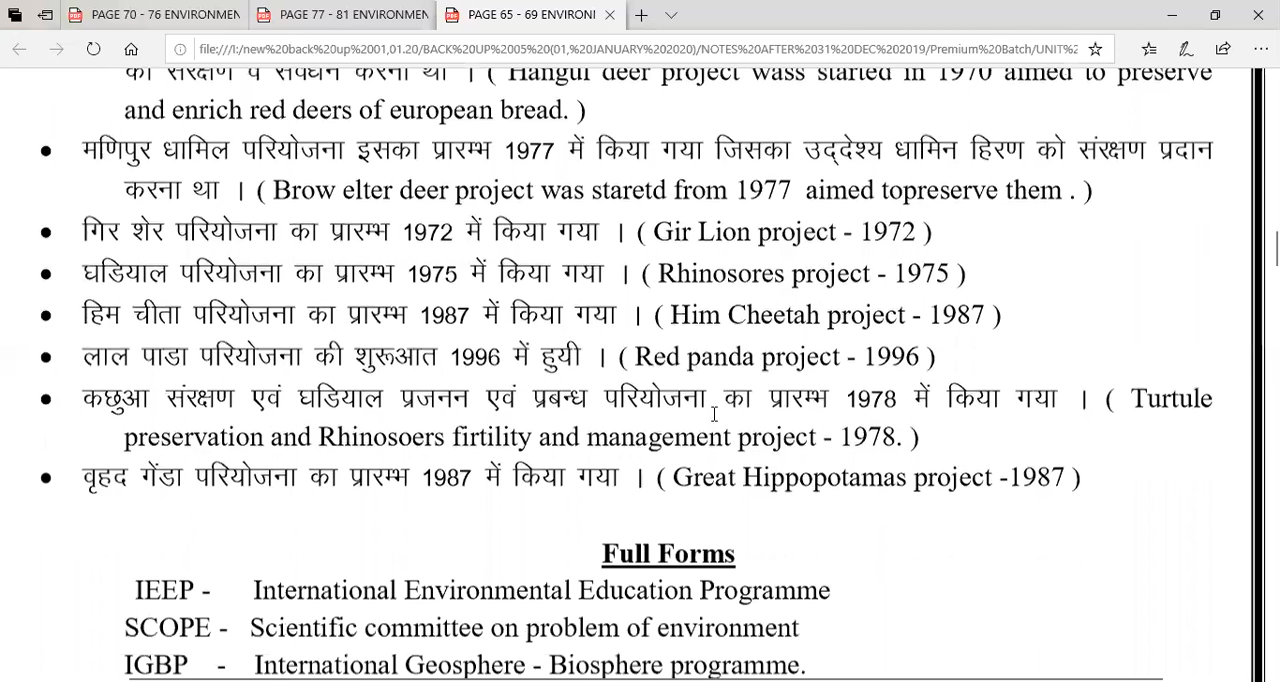 PAGE 70 - 76 ENVIRONMEN
PAGE 77 - 81 ENVIRONMEN
PAGE 65 - 69 ENVIRONI
file:///I:/new%20back%20up%2001,01.20/BACK%20UP%2005%20(01,%20JANUARY%202020)/NOTES%20AFTER%2031%20DEC%202019/Premium%20Batch/UNIT%2
का संरक्षण व संवर्धन करना था । ( Hangul deer project wass started in 1970 aimed to preserve
and enrich red deers of european bread. )
• मणिपुर धामिल परियोजना इसका प्रारम्भ 1977 में किया गया जिसका उद्देश्य धामिन हिरण को संरक्षण प्रदान
करना था । ( Brow elter deer project was staretd from 1977 aimed topreserve them . )
• गिर शेर परियोजना का प्रारम्भ 1972 में किया गया । ( Gir Lion project - 1972 )
• घडियाल परियोजना का प्रारम्भ 1975 में किया गया । ( Rhinosores project - 1975 )
• हिम चीता परियोजना का प्रारम्भ 1987 में किया गया । ( Him Cheetah project - 1987 )
• लाल पाडा परियोजना की शुरूआत 1996 में हुयी । ( Red panda project - 1996 )
• कछुआ संरक्षण एवं घडियाल प्रजनन एवं प्रबन्ध परियोजना का प्रारम्भ 1978 में किया गया । ( Turtule
preservation and Rhinosoers firtility and management project - 1978. )
• वृहद गेंडा परियोजना का प्रारम्भ 1987 में किया गया । ( Great Hippopotamas project -1987 )
Full Forms
IEEP - International Environmental Education Programme
SCOPE - Scientific committee on problem of environment
IGBP - International Geosphere - Biosphere programme.